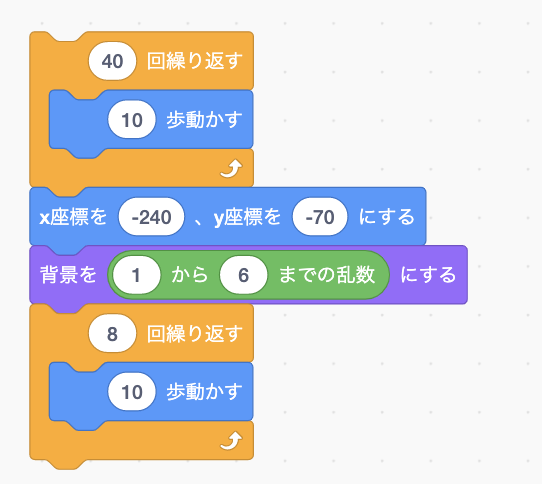 40 回繰り返す
10 歩動かす
x座標を -240 、y座標を -70 にする
背景を 1 から 6 までの乱数 にする
8 回繰り返す
10 歩動かす